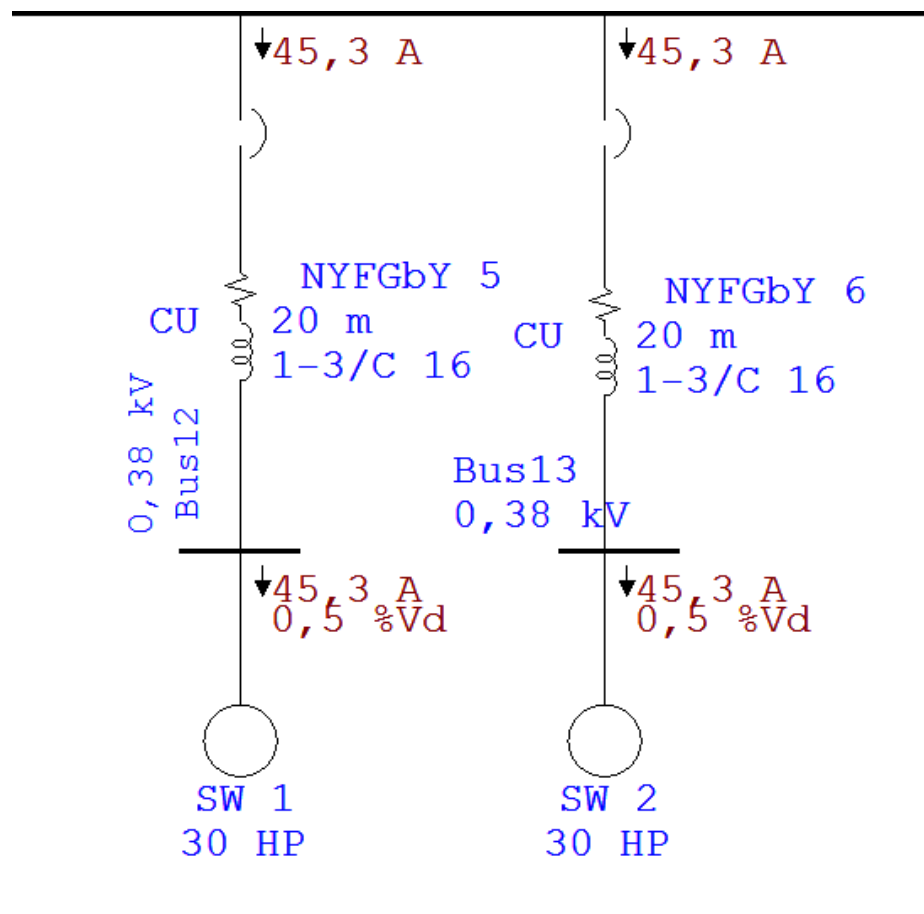 45,3 A
45,3 A
NYFGbY 5
CU
20 m
1-3/C 16
NYFGbY 6
CU
20 m
1-3/C 16
0,38 kV
Bus12
Bus13
0,38 kV
45,3 A
0,5 %Vd
45,3 A
0,5 %Vd
SW 1
30 HP
SW 2
30 HP